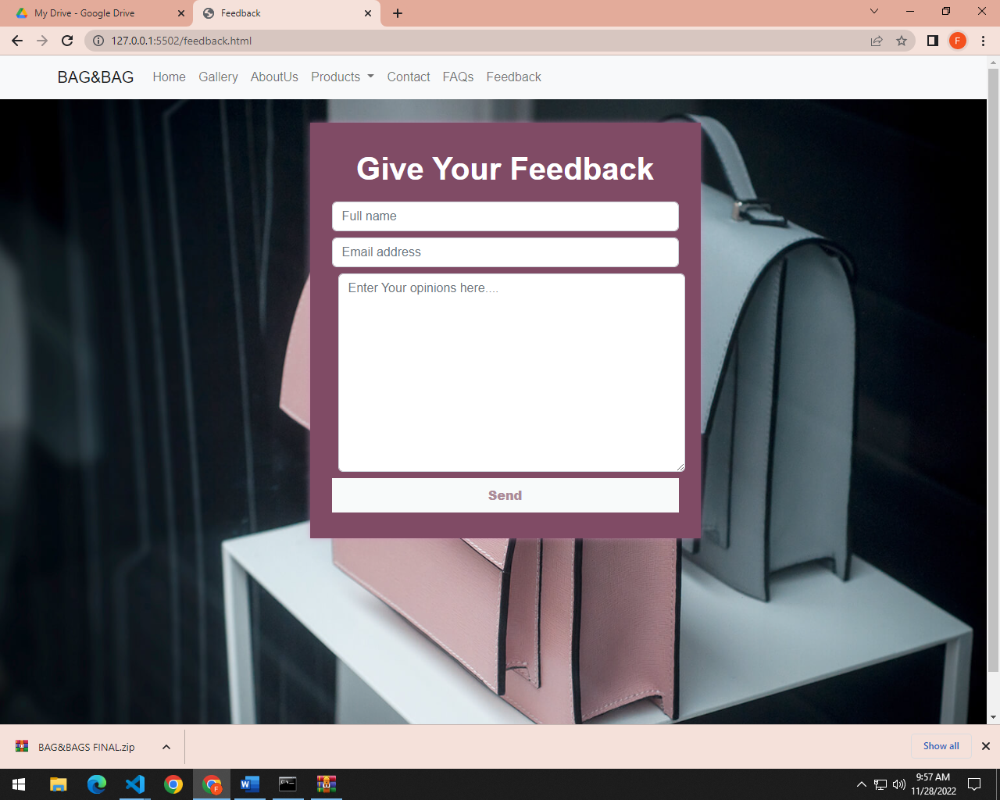 My Drive - Google Drive
Feedback
127.0.0.1:5502/feedback.html
F
BAG&BAG Home Gallery AboutUs Products Contact FAQs Feedback
Give Your Feedback
Full name
Email address
Enter Your opinions here....
Send
BAG&BAGS FINAL.zip
Show all
F
9:57 AM
11/28/2022